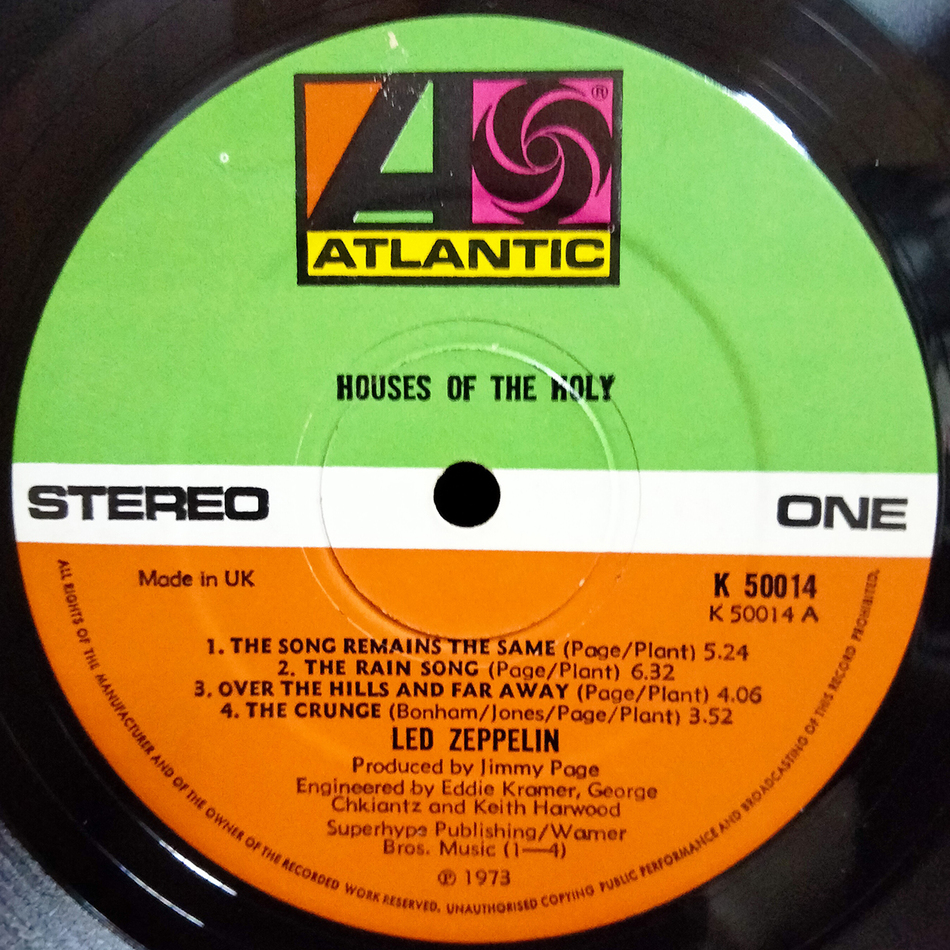 A
®
ATLANTIC
HOUSES OF THE HOLY
STEREO
ONE
Made in UK
K 50014
K 50014 A
1. THE SONG REMAINS THE SAME (Page/Plant) 5.24
2. THE RAIN SONG (Page/Plant) 6.32
3. OVER THE HILLS AND FAR AWAY (Page/Plant) 4.06
4. THE CRUNGE (Bonham/Jones/Page/Plant) 3.52
LED ZEPPELIN
Produced by Jimmy Page
Engineered by Eddie Kramer, George
Chkiantz and Keith Harwood
Superhype Publishing/Warner
Bros. Music (1—4)
℗ 1973
ALL RIGHTS OF THE MANUFACTURER AND OF THE OWNER OF THE RECORDED WORK RESERVED. UNAUTHORISED COPYING PUBLIC PERFORMANCE AND BROADCASTING OF THIS RECORD PROHIBITED.